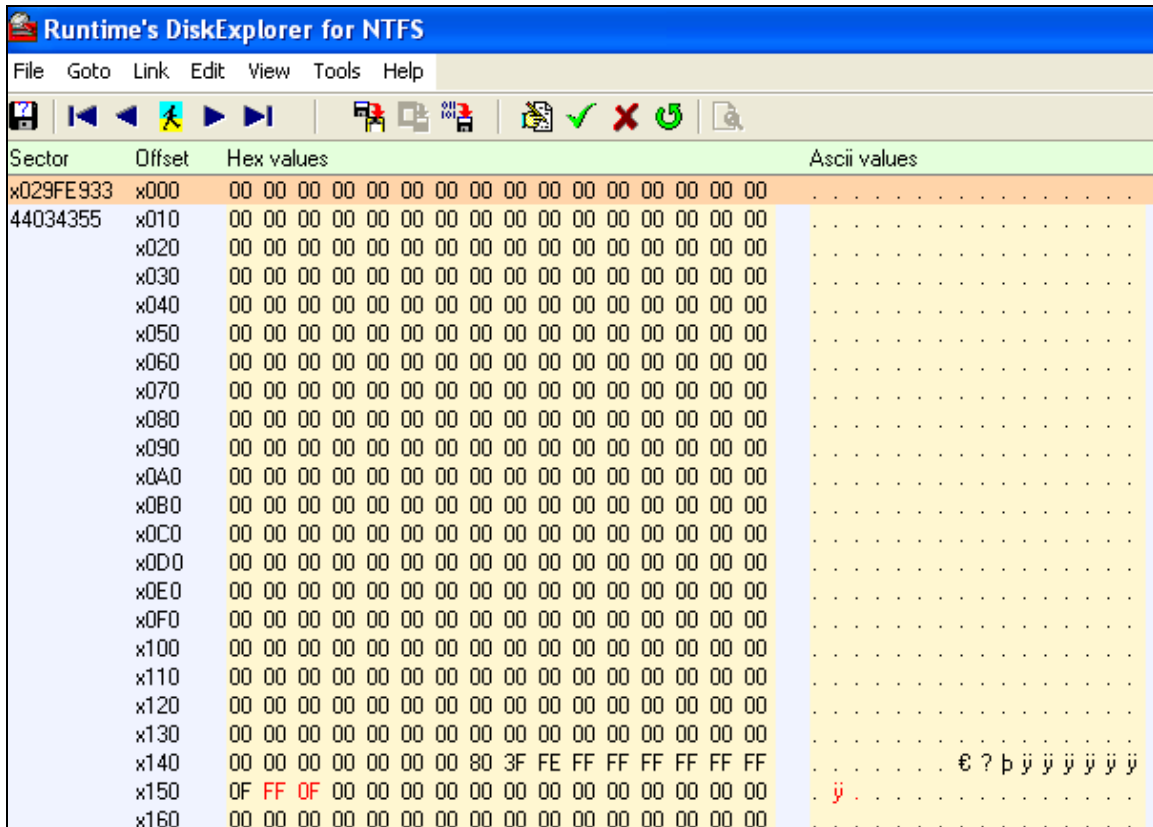 Runtime's DiskExplorer for NTFS
File Goto Link Edit View Tools Help
Sector Offset Hex values Ascii values
x029FE933 x000 00 00 00 00 00 00 00 00 00 00 00 00 00 00 00 00 . . . . . . . . . . . . . . . .
44034355 x010 00 00 00 00 00 00 00 00 00 00 00 00 00 00 00 00 . . . . . . . . . . . . . . . .
x020 00 00 00 00 00 00 00 00 00 00 00 00 00 00 00 00 . . . . . . . . . . . . . . . .
x030 00 00 00 00 00 00 00 00 00 00 00 00 00 00 00 00 . . . . . . . . . . . . . . . .
x040 00 00 00 00 00 00 00 00 00 00 00 00 00 00 00 00 . . . . . . . . . . . . . . . .
x050 00 00 00 00 00 00 00 00 00 00 00 00 00 00 00 00 . . . . . . . . . . . . . . . .
x060 00 00 00 00 00 00 00 00 00 00 00 00 00 00 00 00 . . . . . . . . . . . . . . . .
x070 00 00 00 00 00 00 00 00 00 00 00 00 00 00 00 00 . . . . . . . . . . . . . . . .
x080 00 00 00 00 00 00 00 00 00 00 00 00 00 00 00 00 . . . . . . . . . . . . . . . .
x090 00 00 00 00 00 00 00 00 00 00 00 00 00 00 00 00 . . . . . . . . . . . . . . . .
x0A0 00 00 00 00 00 00 00 00 00 00 00 00 00 00 00 00 . . . . . . . . . . . . . . . .
x0B0 00 00 00 00 00 00 00 00 00 00 00 00 00 00 00 00 . . . . . . . . . . . . . . . .
x0C0 00 00 00 00 00 00 00 00 00 00 00 00 00 00 00 00 . . . . . . . . . . . . . . . .
x0D0 00 00 00 00 00 00 00 00 00 00 00 00 00 00 00 00 . . . . . . . . . . . . . . . .
x0E0 00 00 00 00 00 00 00 00 00 00 00 00 00 00 00 00 . . . . . . . . . . . . . . . .
x0F0 00 00 00 00 00 00 00 00 00 00 00 00 00 00 00 00 . . . . . . . . . . . . . . . .
x100 00 00 00 00 00 00 00 00 00 00 00 00 00 00 00 00 . . . . . . . . . . . . . . . .
x110 00 00 00 00 00 00 00 00 00 00 00 00 00 00 00 00 . . . . . . . . . . . . . . . .
x120 00 00 00 00 00 00 00 00 00 00 00 00 00 00 00 00 . . . . . . . . . . . . . . . .
x130 00 00 00 00 00 00 00 00 00 00 00 00 00 00 00 00 . . . . . . . . . . . . . . . .
x140 00 00 00 00 00 00 00 80 3F FE FF FF FF FF FF FF . . . . . . . € ? þ ÿ ÿ ÿ ÿ ÿ ÿ
x150 0F FF 0F 00 00 00 00 00 00 00 00 00 00 00 00 00 . ÿ . . . . . . . . . . . . . .
x160 00 00 00 00 00 00 00 00 00 00 00 00 00 00 00 00 . . . . . . . . . . . . . . . .